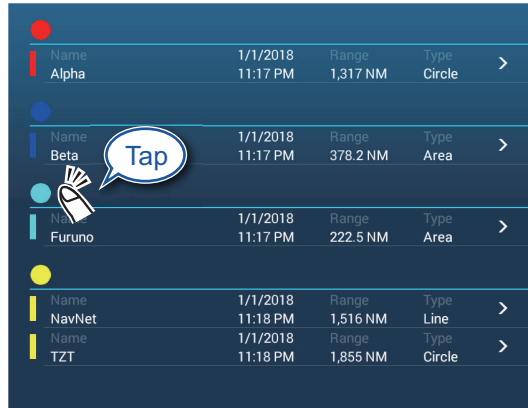 Name 1/1/2018 Range Type
Alpha 11:17 PM 1,317 NM Circle
Name 1/1/2018 Range Type
Beta 11:17 PM 378.2 NM Area
Tap
Name 1/1/2018 Range Type
Furuno 11:17 PM 222.5 NM Area
Name 1/1/2018 Range Type
NavNet 11:18 PM 1,516 NM Line
Name 1/1/2018 Range Type
TZT 11:18 PM 1,855 NM Circle